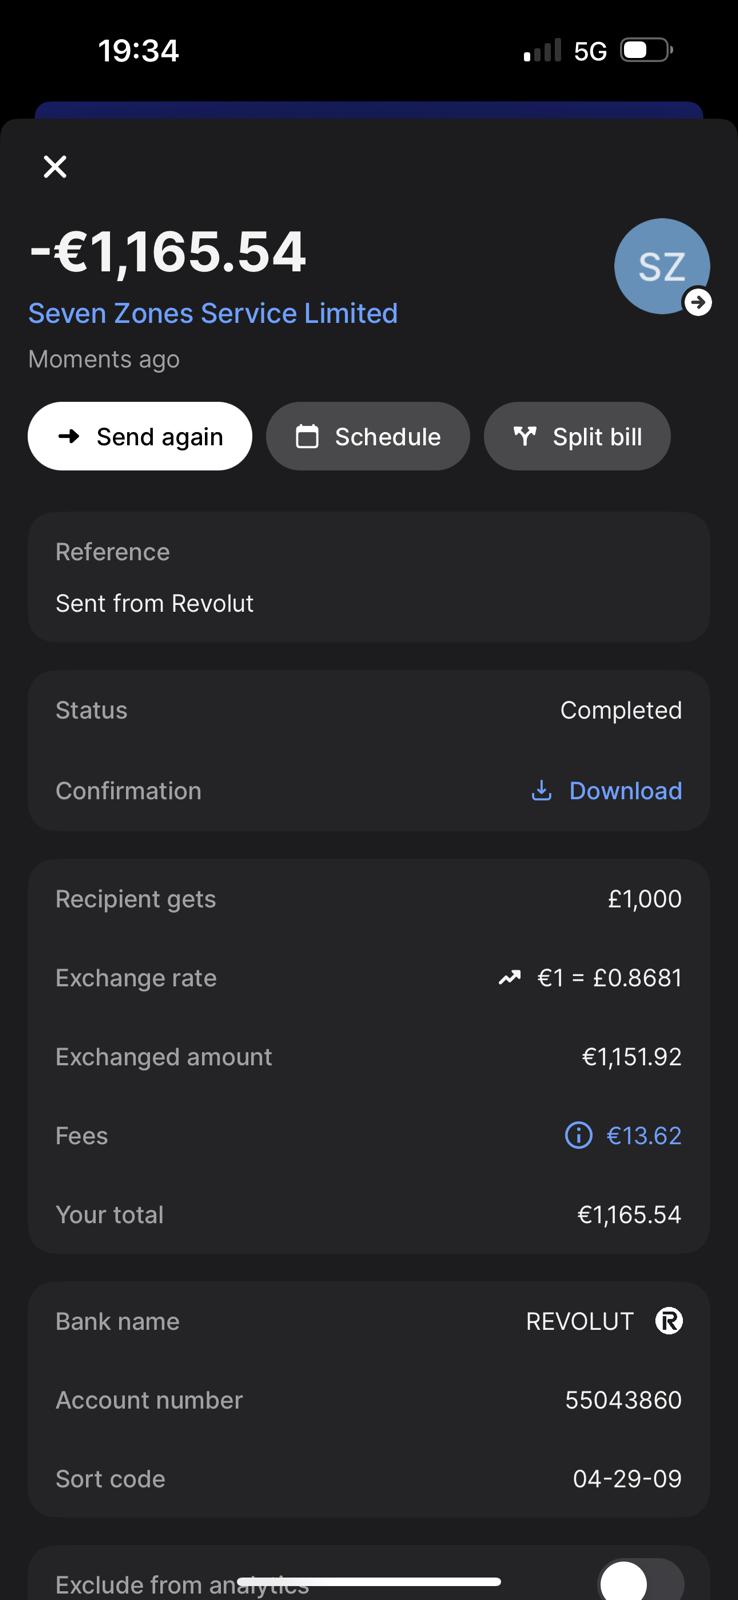 19:34 5G
-€1,165.54
SZ
Seven Zones Service Limited
Moments ago
Send again Schedule Split bill
Reference
Sent from Revolut
Status Completed
Confirmation Download
Recipient gets £1,000
Exchange rate €1 = £0.8681
Exchanged amount €1,151.92
Fees €13.62
Your total €1,165.54
Bank name REVOLUT R
Account number 55043860
Sort code 04-29-09
Exclude from analytics